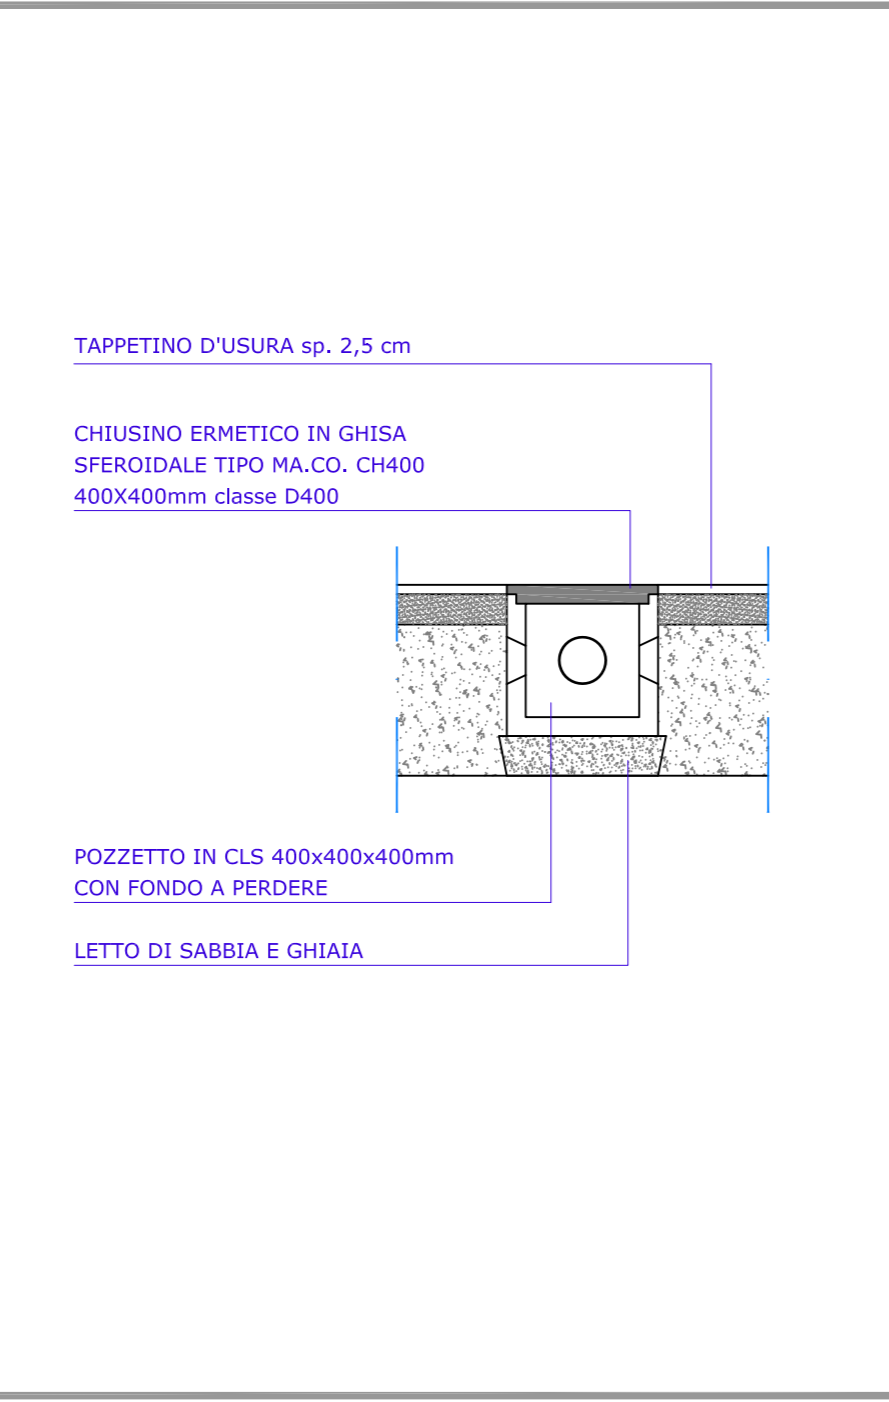 TAPPETINO D'USURA sp. 2,5 cm
CHIUSINO ERMETICO IN GHISA
SFEROIDALE TIPO MA.CO. CH400
400X400mm classe D400
POZZETTO IN CLS 400x400x400mm
CON FONDO A PERDERE
LETTO DI SABBIA E GHIAIA